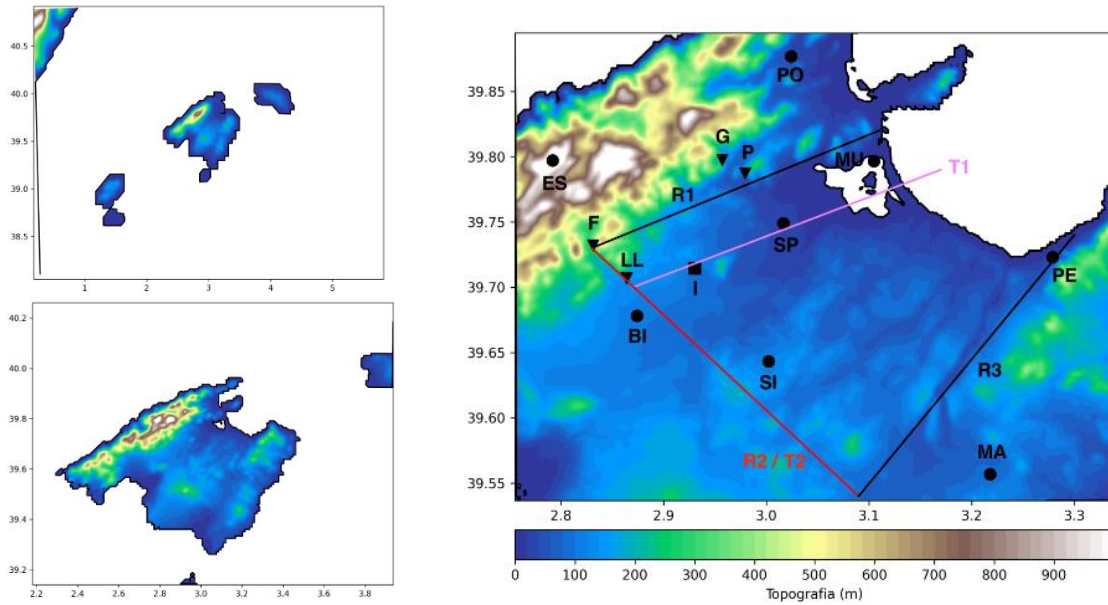 40.5
40.0
39.5
39.0
38.5
1 2 3 4 5
40.2
40.0
39.8
39.6
39.4
39.2
2.2 2.4 2.6 2.8 3.0 3.2 3.4 3.6 3.8
39.85
39.80
39.75
39.70
39.65
39.60
39.55
PO
G
P
MU
ES
R1
T1
F
SP
LL
I
PE
BI
SI
R3
R2 / T2
MA
2.8 2.9 3.0 3.1 3.2 3.3
0 100 200 300 400 500 600 700 800 900
Topografia (m)